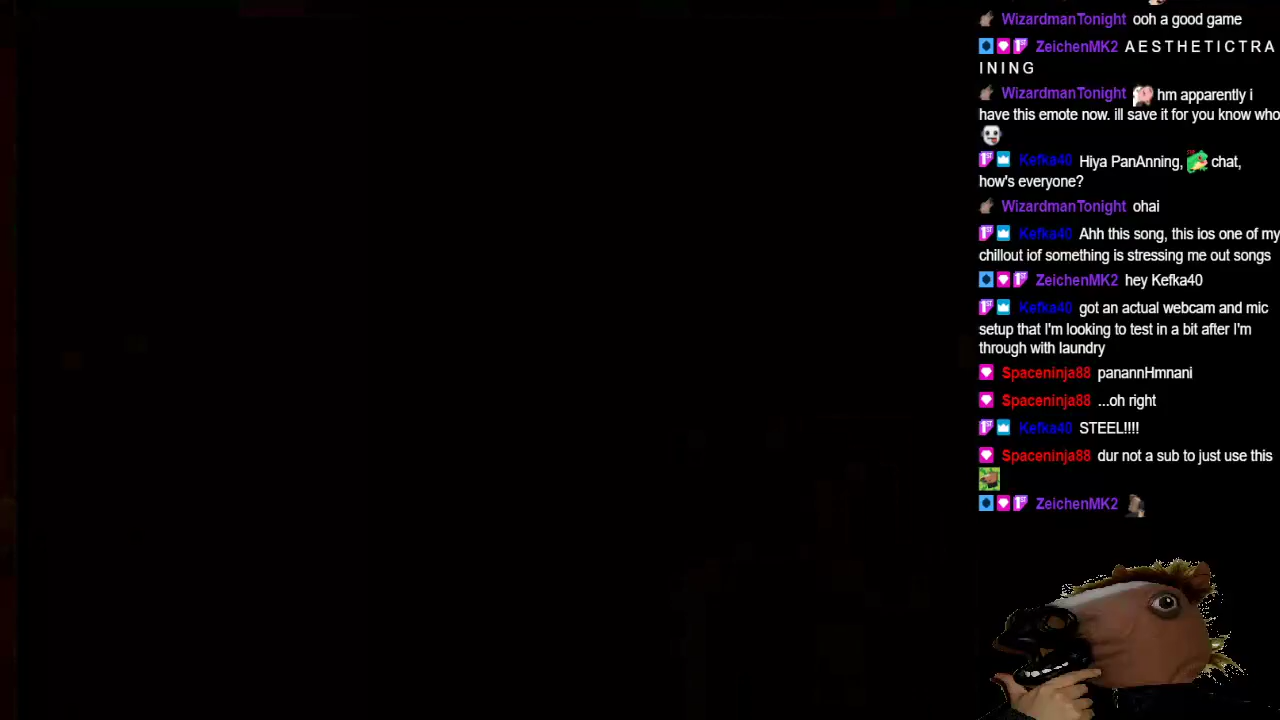 WizardmanTonight ooh a good game
ZeichenMK2 A E S T H E T I C T R A
I N I N G
WizardmanTonight hm apparently i
have this emote now. ill save it for you know who
Kefka40 Hiya PanAnning, chat,
how's everyone?
WizardmanTonight ohai
Kefka40 Ahh this song, this ios one of my
chillout iof something is stressing me out songs
ZeichenMK2 hey Kefka40
Kefka40 got an actual webcam and mic
setup that I'm looking to test in a bit after I'm
through with laundry
Spaceninja88 panannHmnani
Spaceninja88 ...oh right
Kefka40 STEEL!!!!
Spaceninja88 dur not a sub to just use this
ZeichenMK2